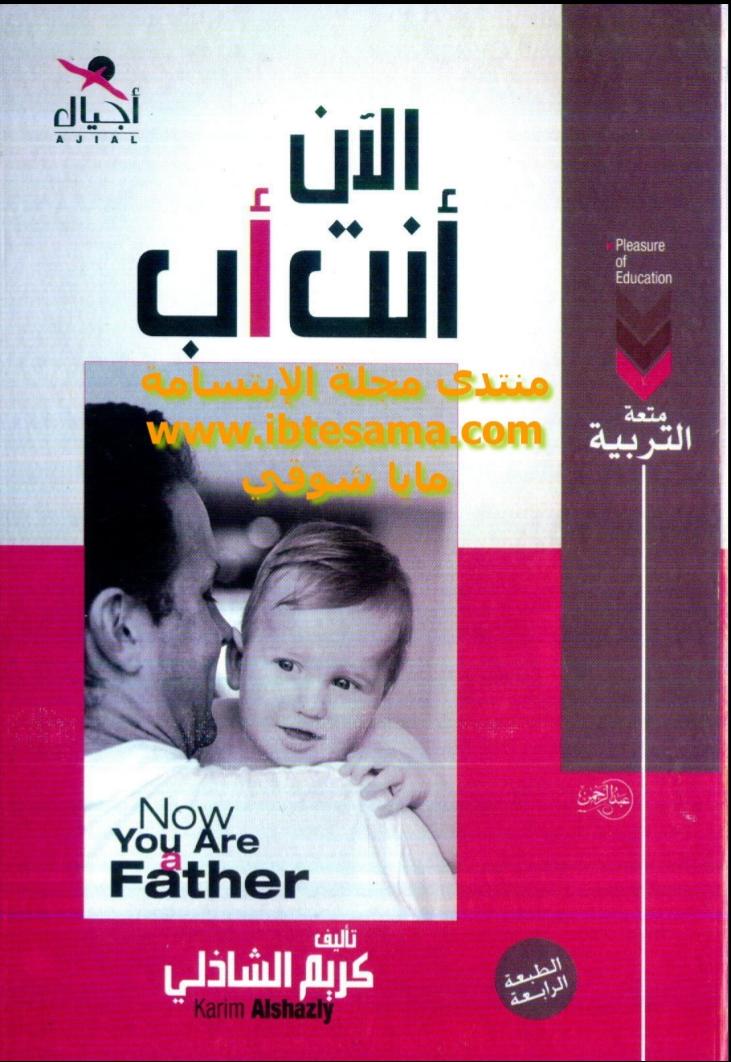 أجيال
AJIAL
الآن
أنت أب
Pleasure
of
Education
متعة
التربية
منتدى مجلة الإبتسامة
www.ibtesama.com
مايا شوقي
عبدالرحمن
Now
You Are
a
Father
تأليف
كريم الشاذلي
Karim Alshazly
الطبعة
الرابعة